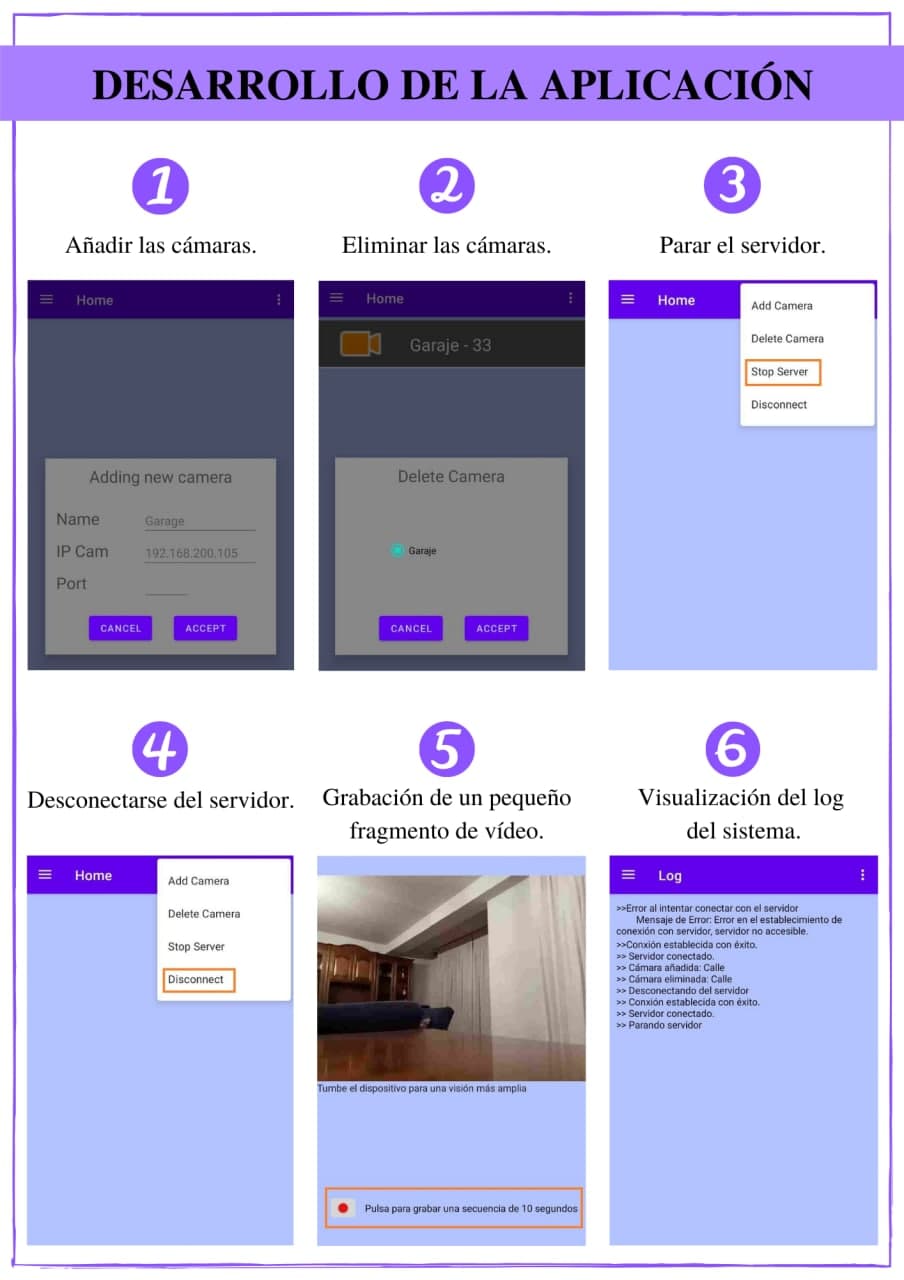 DESARROLLO DE LA APLICACIÓN
1
Añadir las cámaras.
Home
Adding new camera
Name
Garage
IP Cam
192.168.200.105
Port
CANCEL
ACCEPT
2
Eliminar las cámaras.
Home
Garaje - 33
Delete Camera
Garaje
CANCEL
ACCEPT
3
Parar el servidor.
Home
Add Camera
Delete Camera
Stop Server
Disconnect
4
Desconectarse del servidor.
Home
Add Camera
Delete Camera
Stop Server
Disconnect
5
Grabación de un pequeño
fragmento de vídeo.
Tumbe el dispositivo para una visión más amplia
Pulsa para grabar una secuencia de 10 segundos
6
Visualización del log
del sistema.
Log
>>Error al intentar conectar con el servidor
Mensaje de Error: Error en el establecimiento de
conexión con servidor, servidor no accesible.
>>Conxión establecida con éxito.
>> Servidor conectado.
>> Cámara añadida: Calle
>> Cámara eliminada: Calle
>> Desconectando del servidor
>> Conxión establecida con éxito.
>> Servidor conectado.
>> Parando servidor